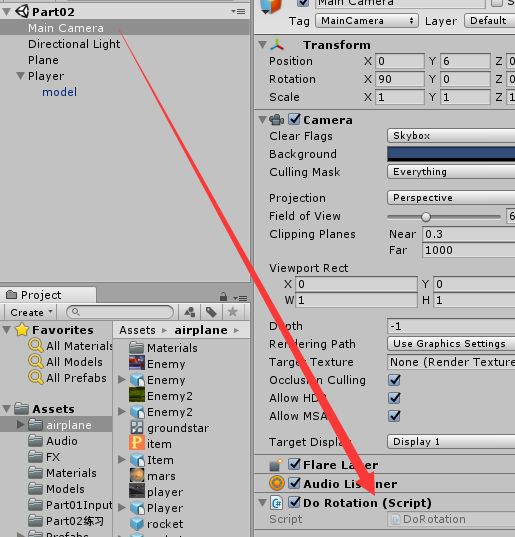 Part02
Main Camera
Directional Light
Plane
Player
model
Project
Create
Favorites
All Materials
All Models
All Prefabs
Assets
airplane
Audio
FX
Materials
Models
Part01Input
Part02练习
Prefabs
Assets airplane
Materials
Enemy
Enemy
Enemy2
Enemy2
groundstar
item
Item
mars
player
Player
rocket
Main Camera
Tag MainCamera Layer Default
Transform
Position X 0 Y 6 Z 0
Rotation X 90 Y 0 Z 0
Scale X 1 Y 1 Z 1
Camera
Clear Flags Skybox
Background
Culling Mask Everything
Projection Perspective
Field of View 6
Clipping Planes Near 0.3
Far 1000
Viewport Rect
X 0 Y 0
W 1 H 1
Depth -1
Rendering Path Use Graphics Settings
Target Texture None (Render Texture
Occlusion Culling
Allow HDR
Allow MSAA
Target Display Display 1
Flare Layer
Audio Listener
Do Rotation (Script)
Script DoRotation